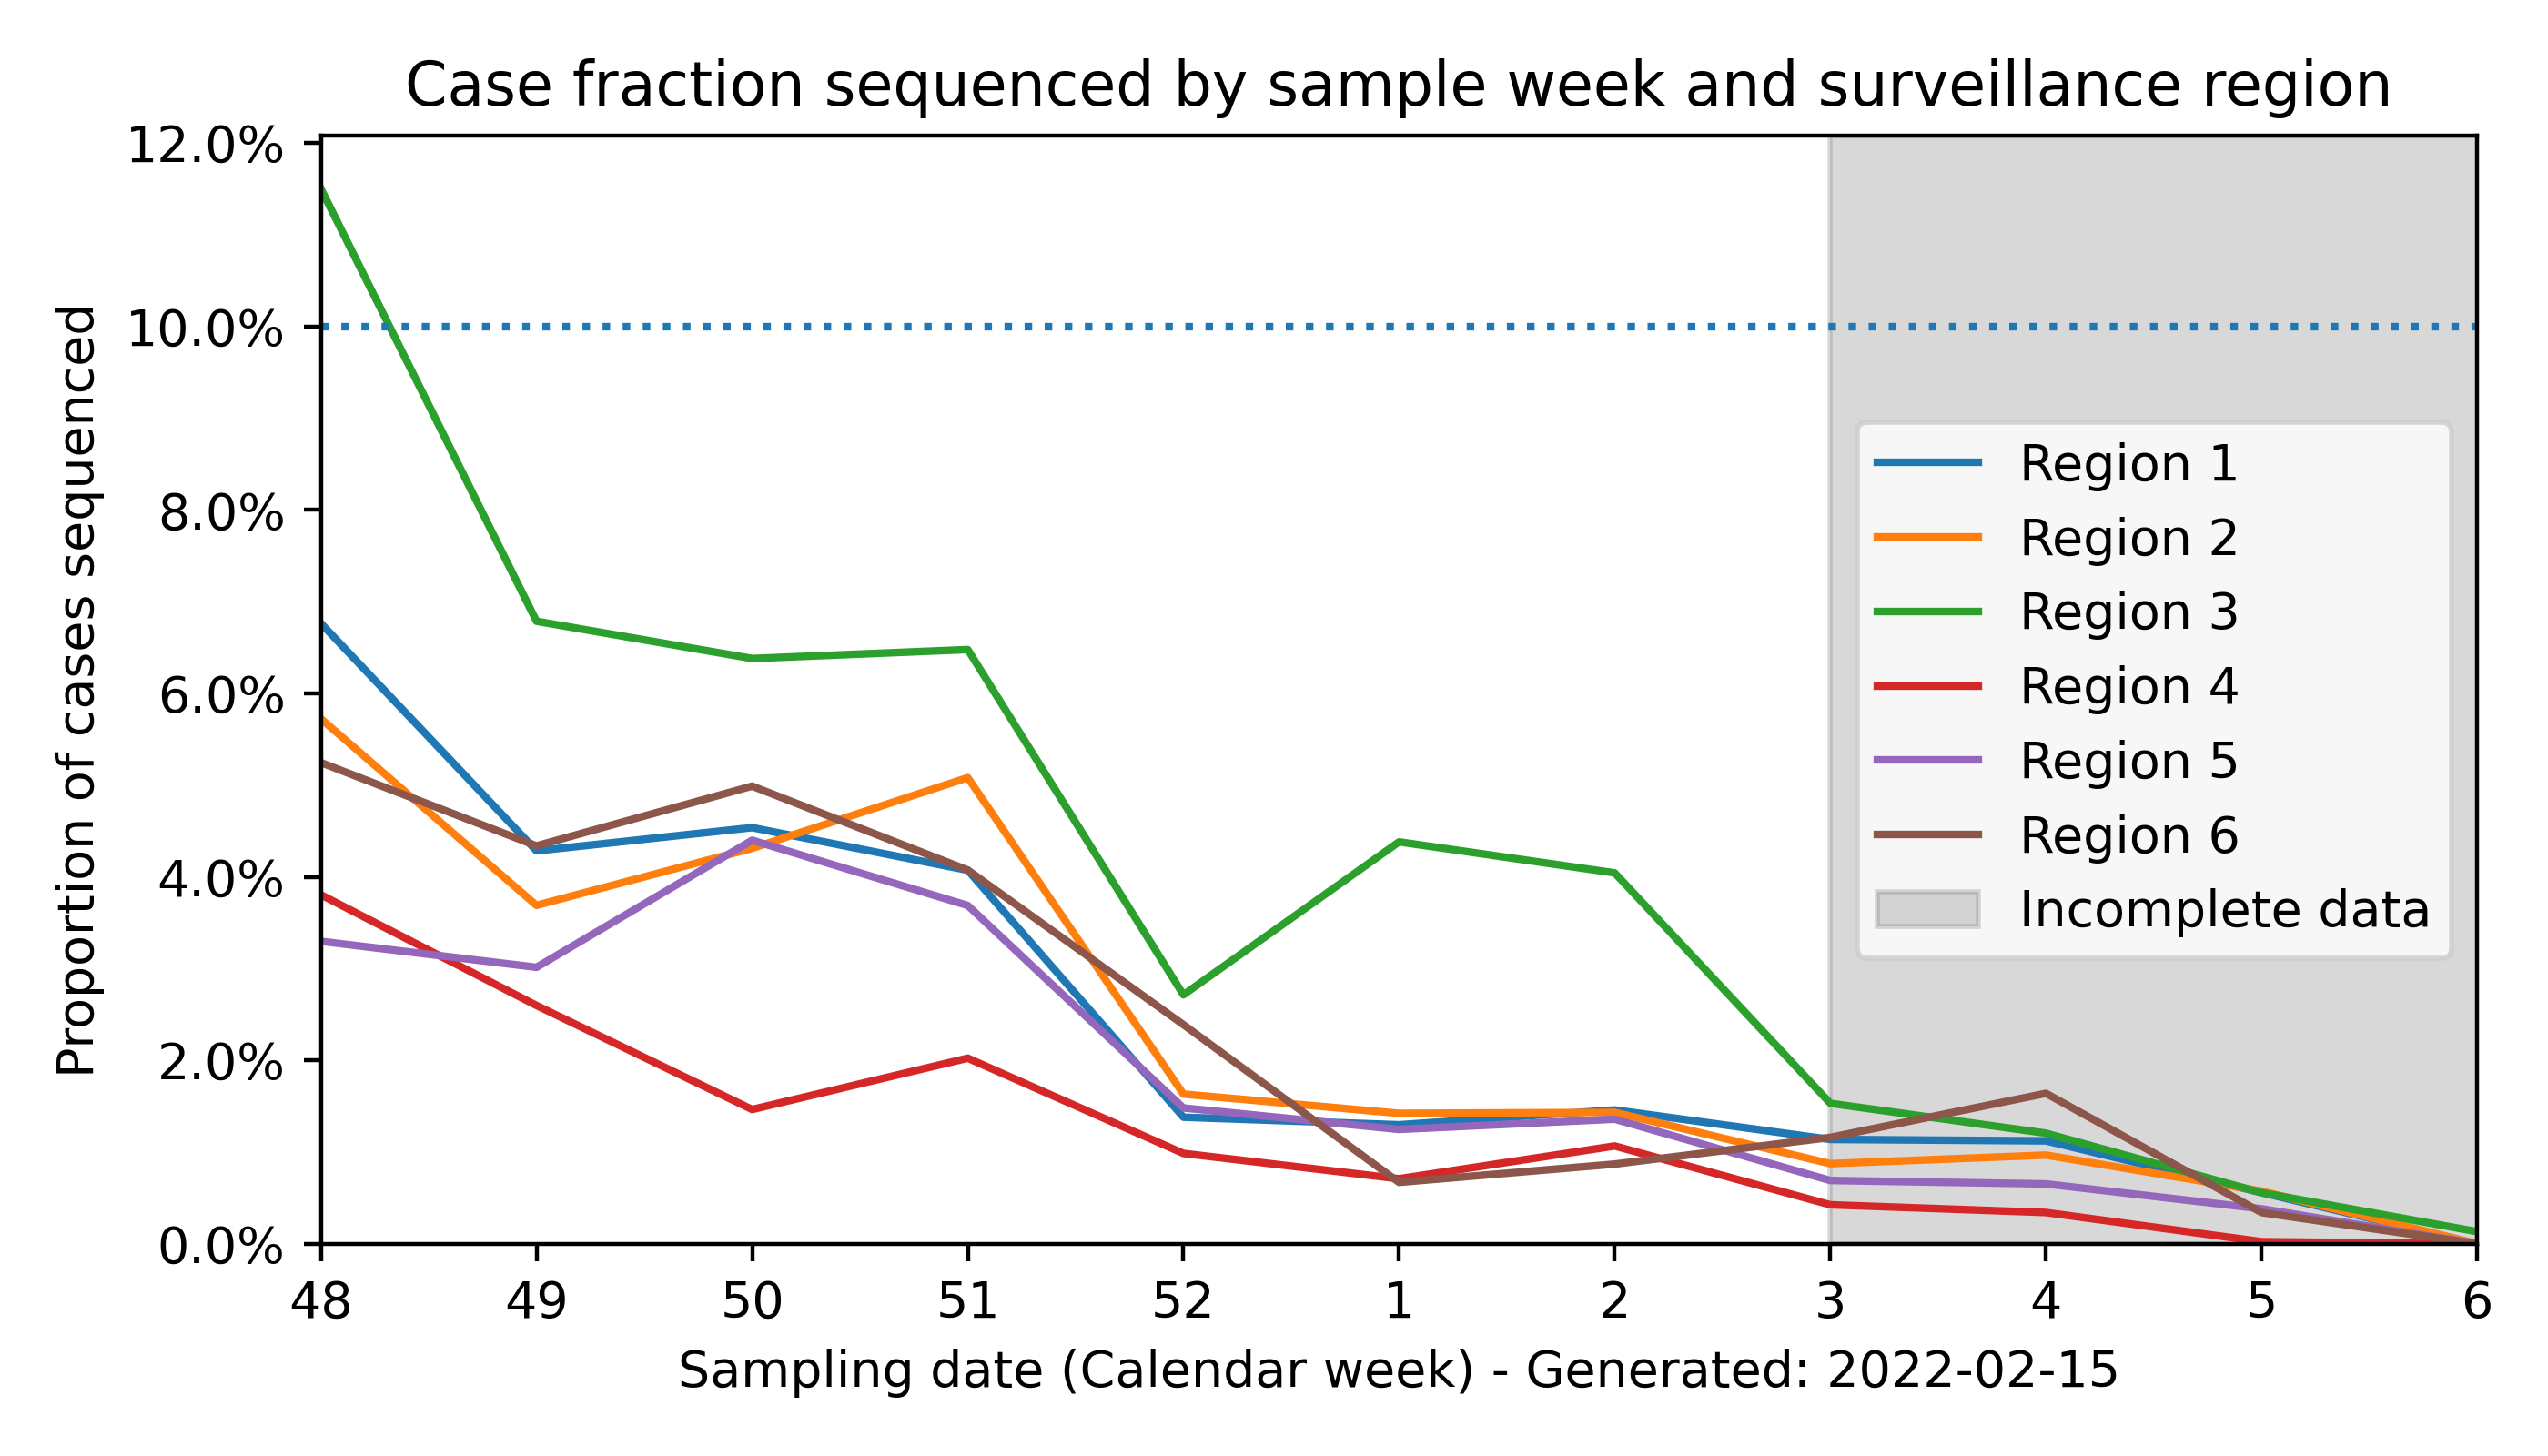 Case fraction sequenced by sample week and surveillance region
Proportion of cases sequenced
12.0%
10.0%
8.0%
6.0%
4.0%
2.0%
0.0%
Region 1
Region 2
Region 3
Region 4
Region 5
Region 6
Incomplete data
48 49 50 51 52 1 2 3 4 5 6
Sampling date (Calendar week) - Generated: 2022-02-15